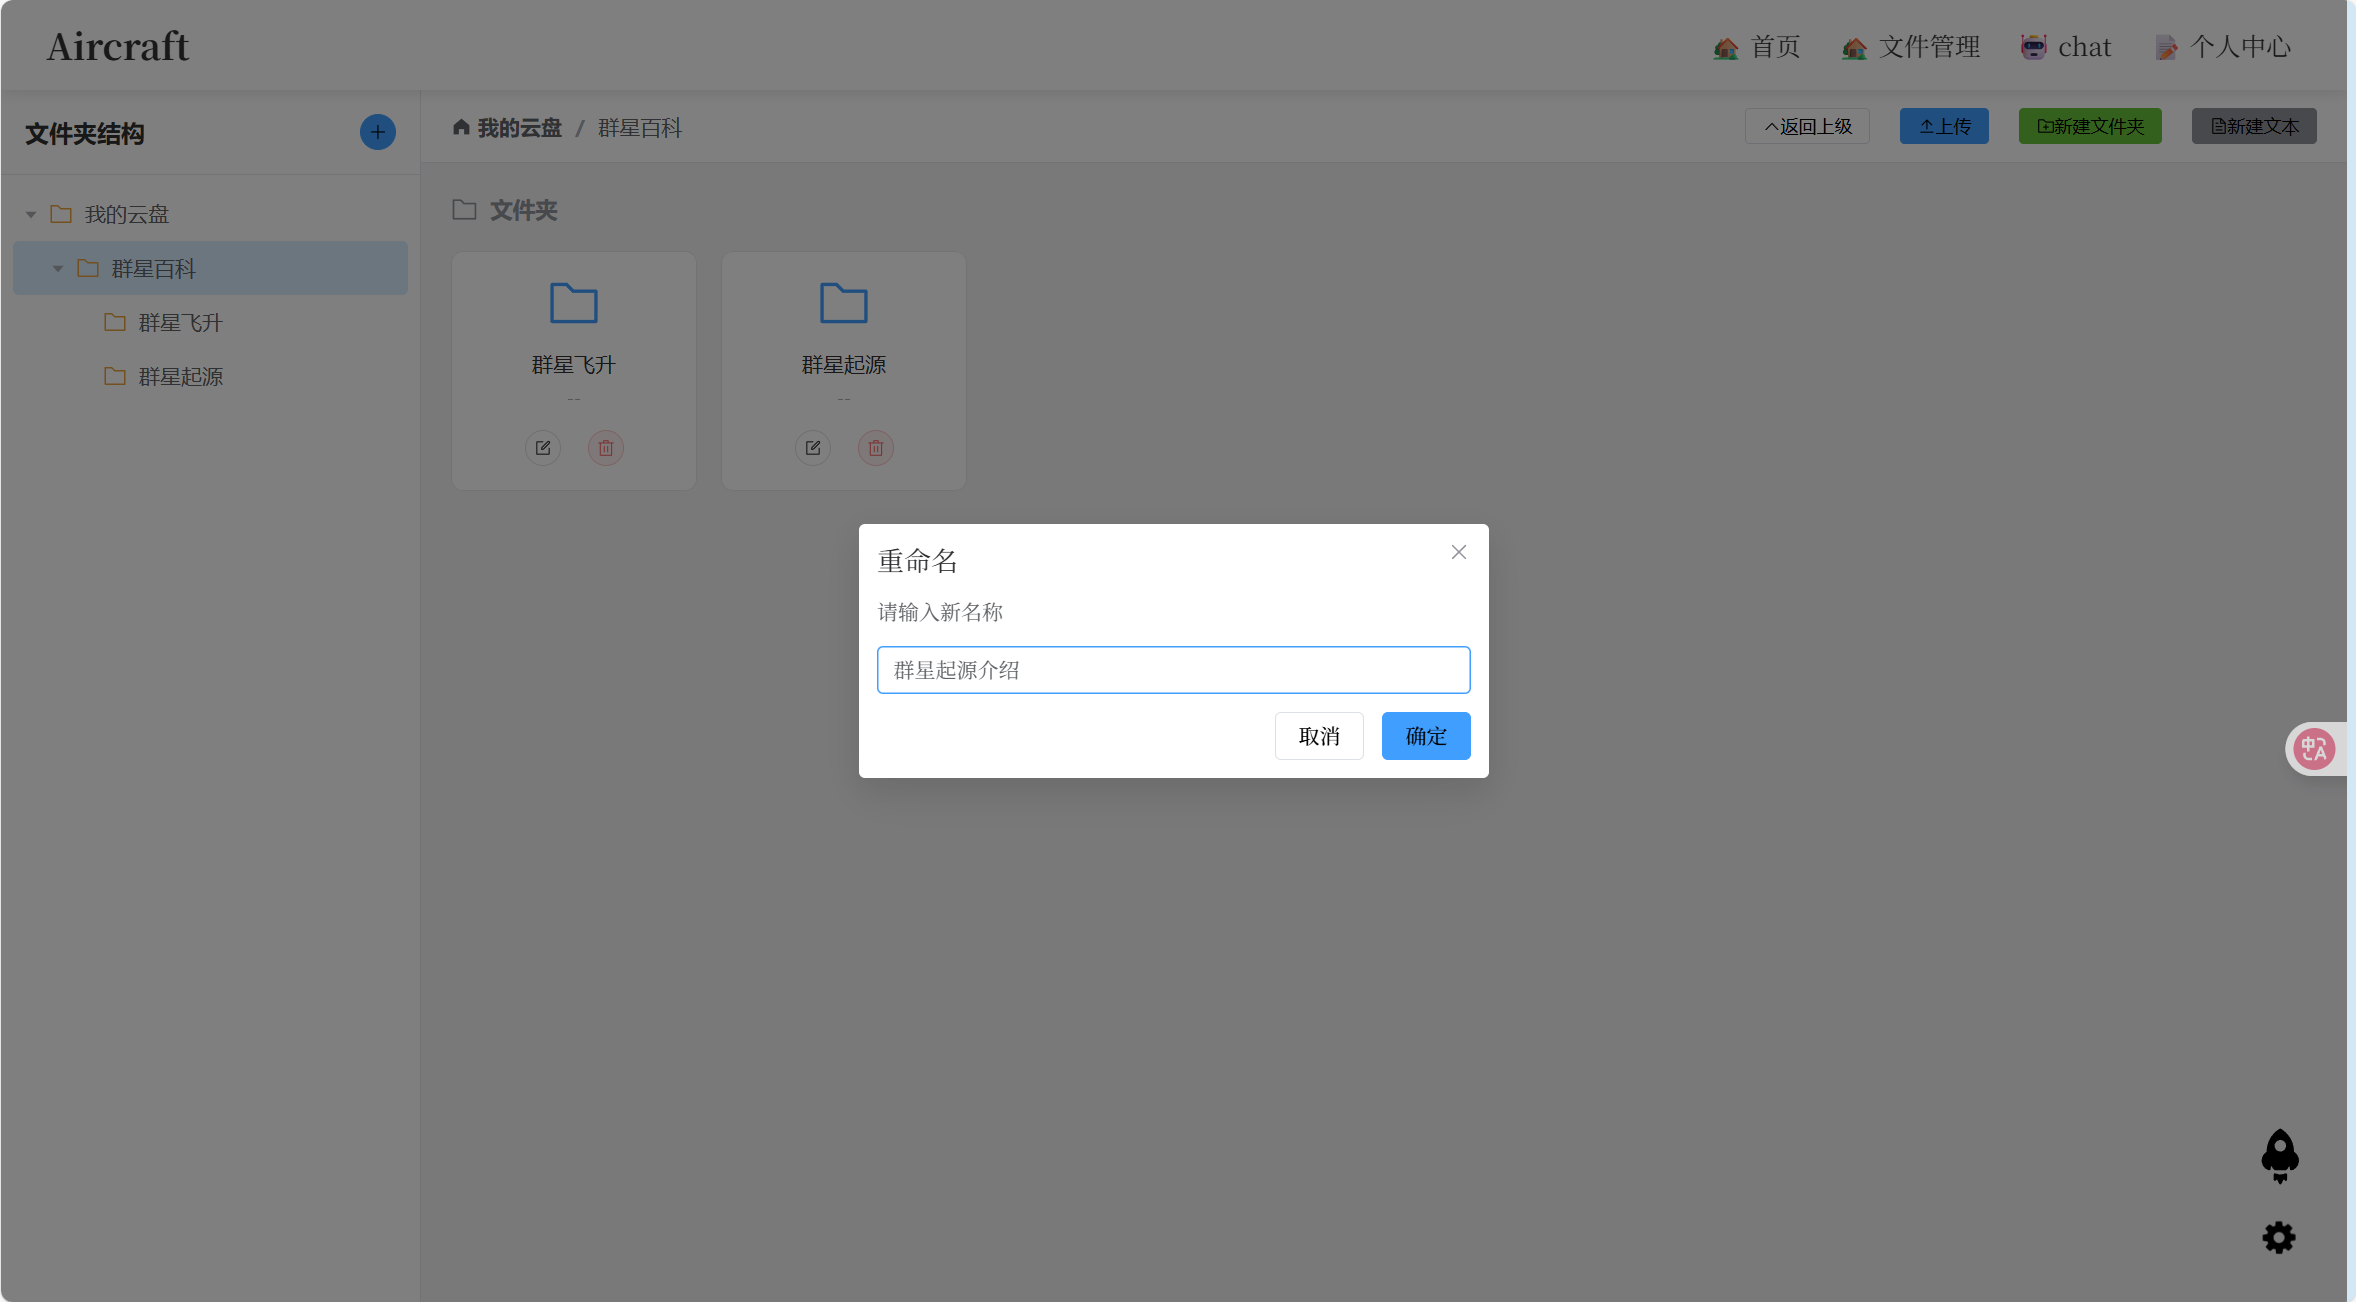 Aircraft
首页
文件管理
chat
个人中心
文件夹结构
我的云盘 / 群星百科
返回上级
上传
新建文件夹
新建文本
我的云盘
群星百科
群星飞升
群星起源
文件夹
群星飞升
--
群星起源
--
重命名
请输入新名称
群星起源介绍
取消
确定
中A